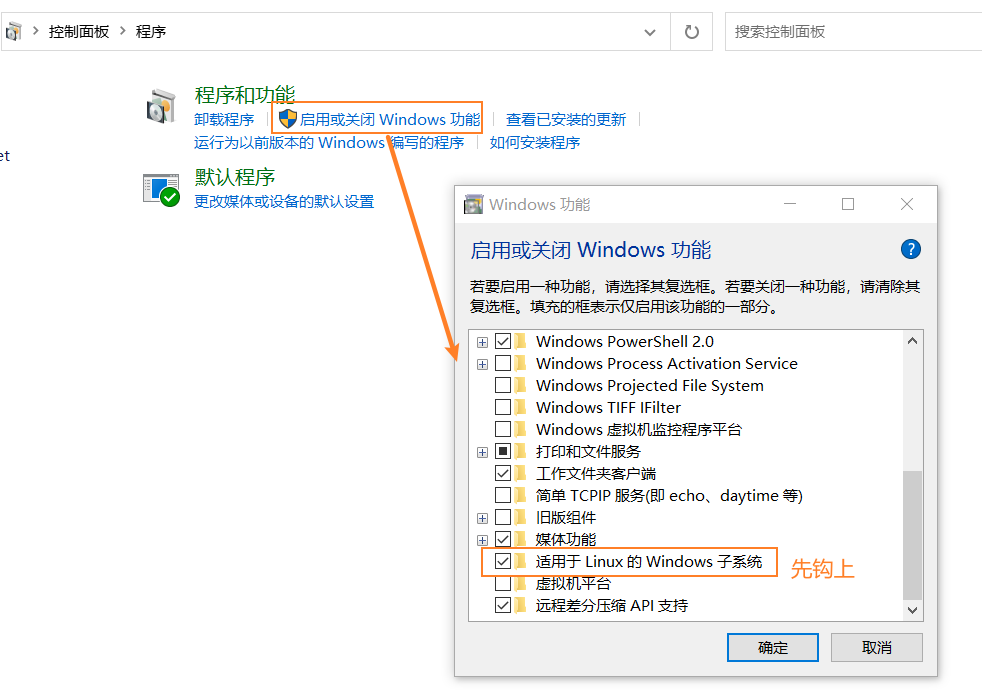 控制面板 程序
搜索控制面板
程序和功能
卸载程序 启用或关闭 Windows 功能 查看已安装的更新
运行为以前版本的 Windows 编写的程序 如何安装程序
et
默认程序
更改媒体或设备的默认设置
Windows 功能
启用或关闭 Windows 功能
若要启用一种功能，请选择其复选框。若要关闭一种功能，请清除其
复选框。填充的框表示仅启用该功能的一部分。
Windows PowerShell 2.0
Windows Process Activation Service
Windows Projected File System
Windows TIFF IFilter
Windows 虚拟机监控程序平台
打印和文件服务
工作文件夹客户端
简单 TCPIP 服务(即 echo、daytime 等)
旧版组件
媒体功能
适用于 Linux 的 Windows 子系统
先钩上
虚拟机平台
远程差分压缩 API 支持
确定 取消